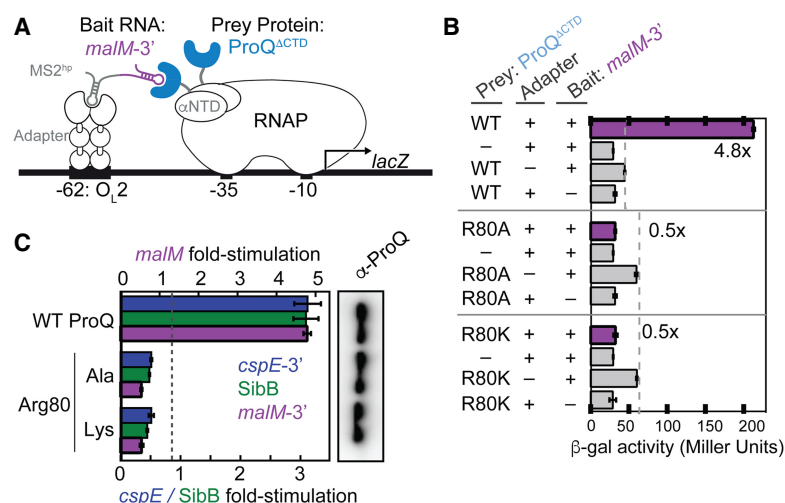 A
Bait RNA:
malM-3’
Prey Protein:
ProQΔCTD
MS2hp
αNTD
RNAP
Adapter
lacZ
-62: OL2
-35
-10
B
Prey: ProQΔCTD
Adapter
Bait: malM-3’
WT + +
4.8x
– + +
WT – +
WT + –
R80A + + 0.5x
– + +
R80A – +
R80A + –
R80K + + 0.5x
– + +
R80K – +
R80K + –
0 50 100 150 200
β-gal activity (Miller Units)
C
malM fold-stimulation
0 1 2 3 4 5
α-ProQ
WT ProQ
Arg80
Ala
Lys
cspE-3’
SibB
malM-3’
0 1 2 3
cspE / SibB fold-stimulation